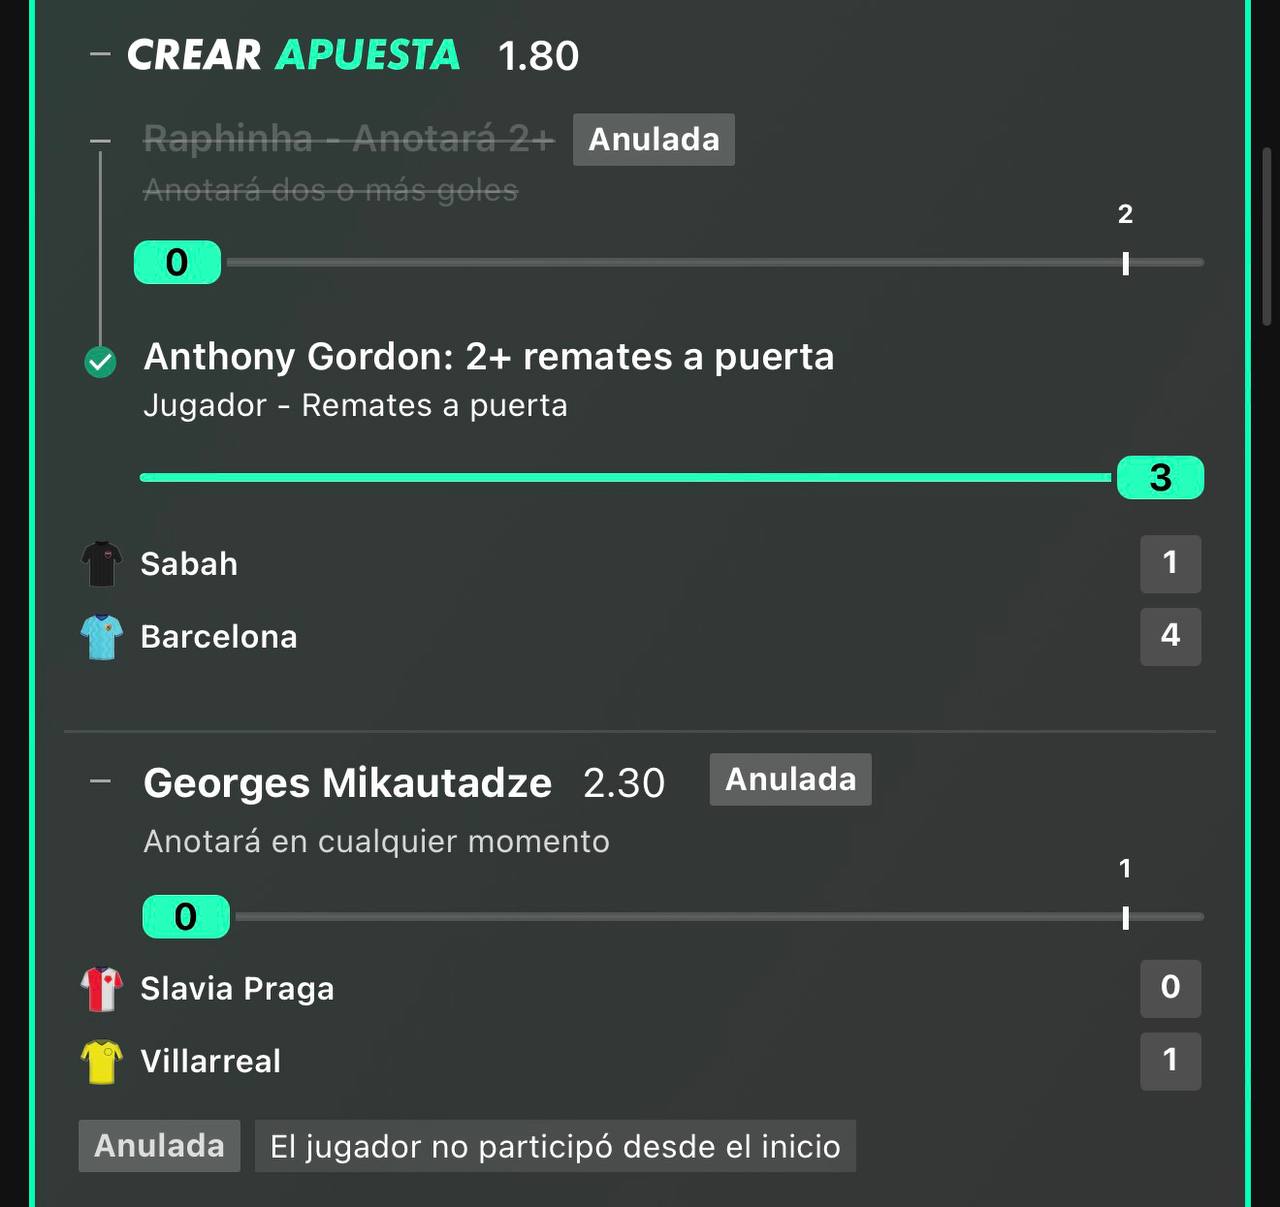 CREAR APUESTA 1.80
Raphinha - Anotará 2+ Anulada
Anotará dos o más goles
2
0
Anthony Gordon: 2+ remates a puerta
Jugador - Remates a puerta
3
Sabah 1
Barcelona 4
Georges Mikautadze 2.30 Anulada
Anotará en cualquier momento
1
0
Slavia Praga 0
Villarreal 1
Anulada El jugador no participó desde el inicio